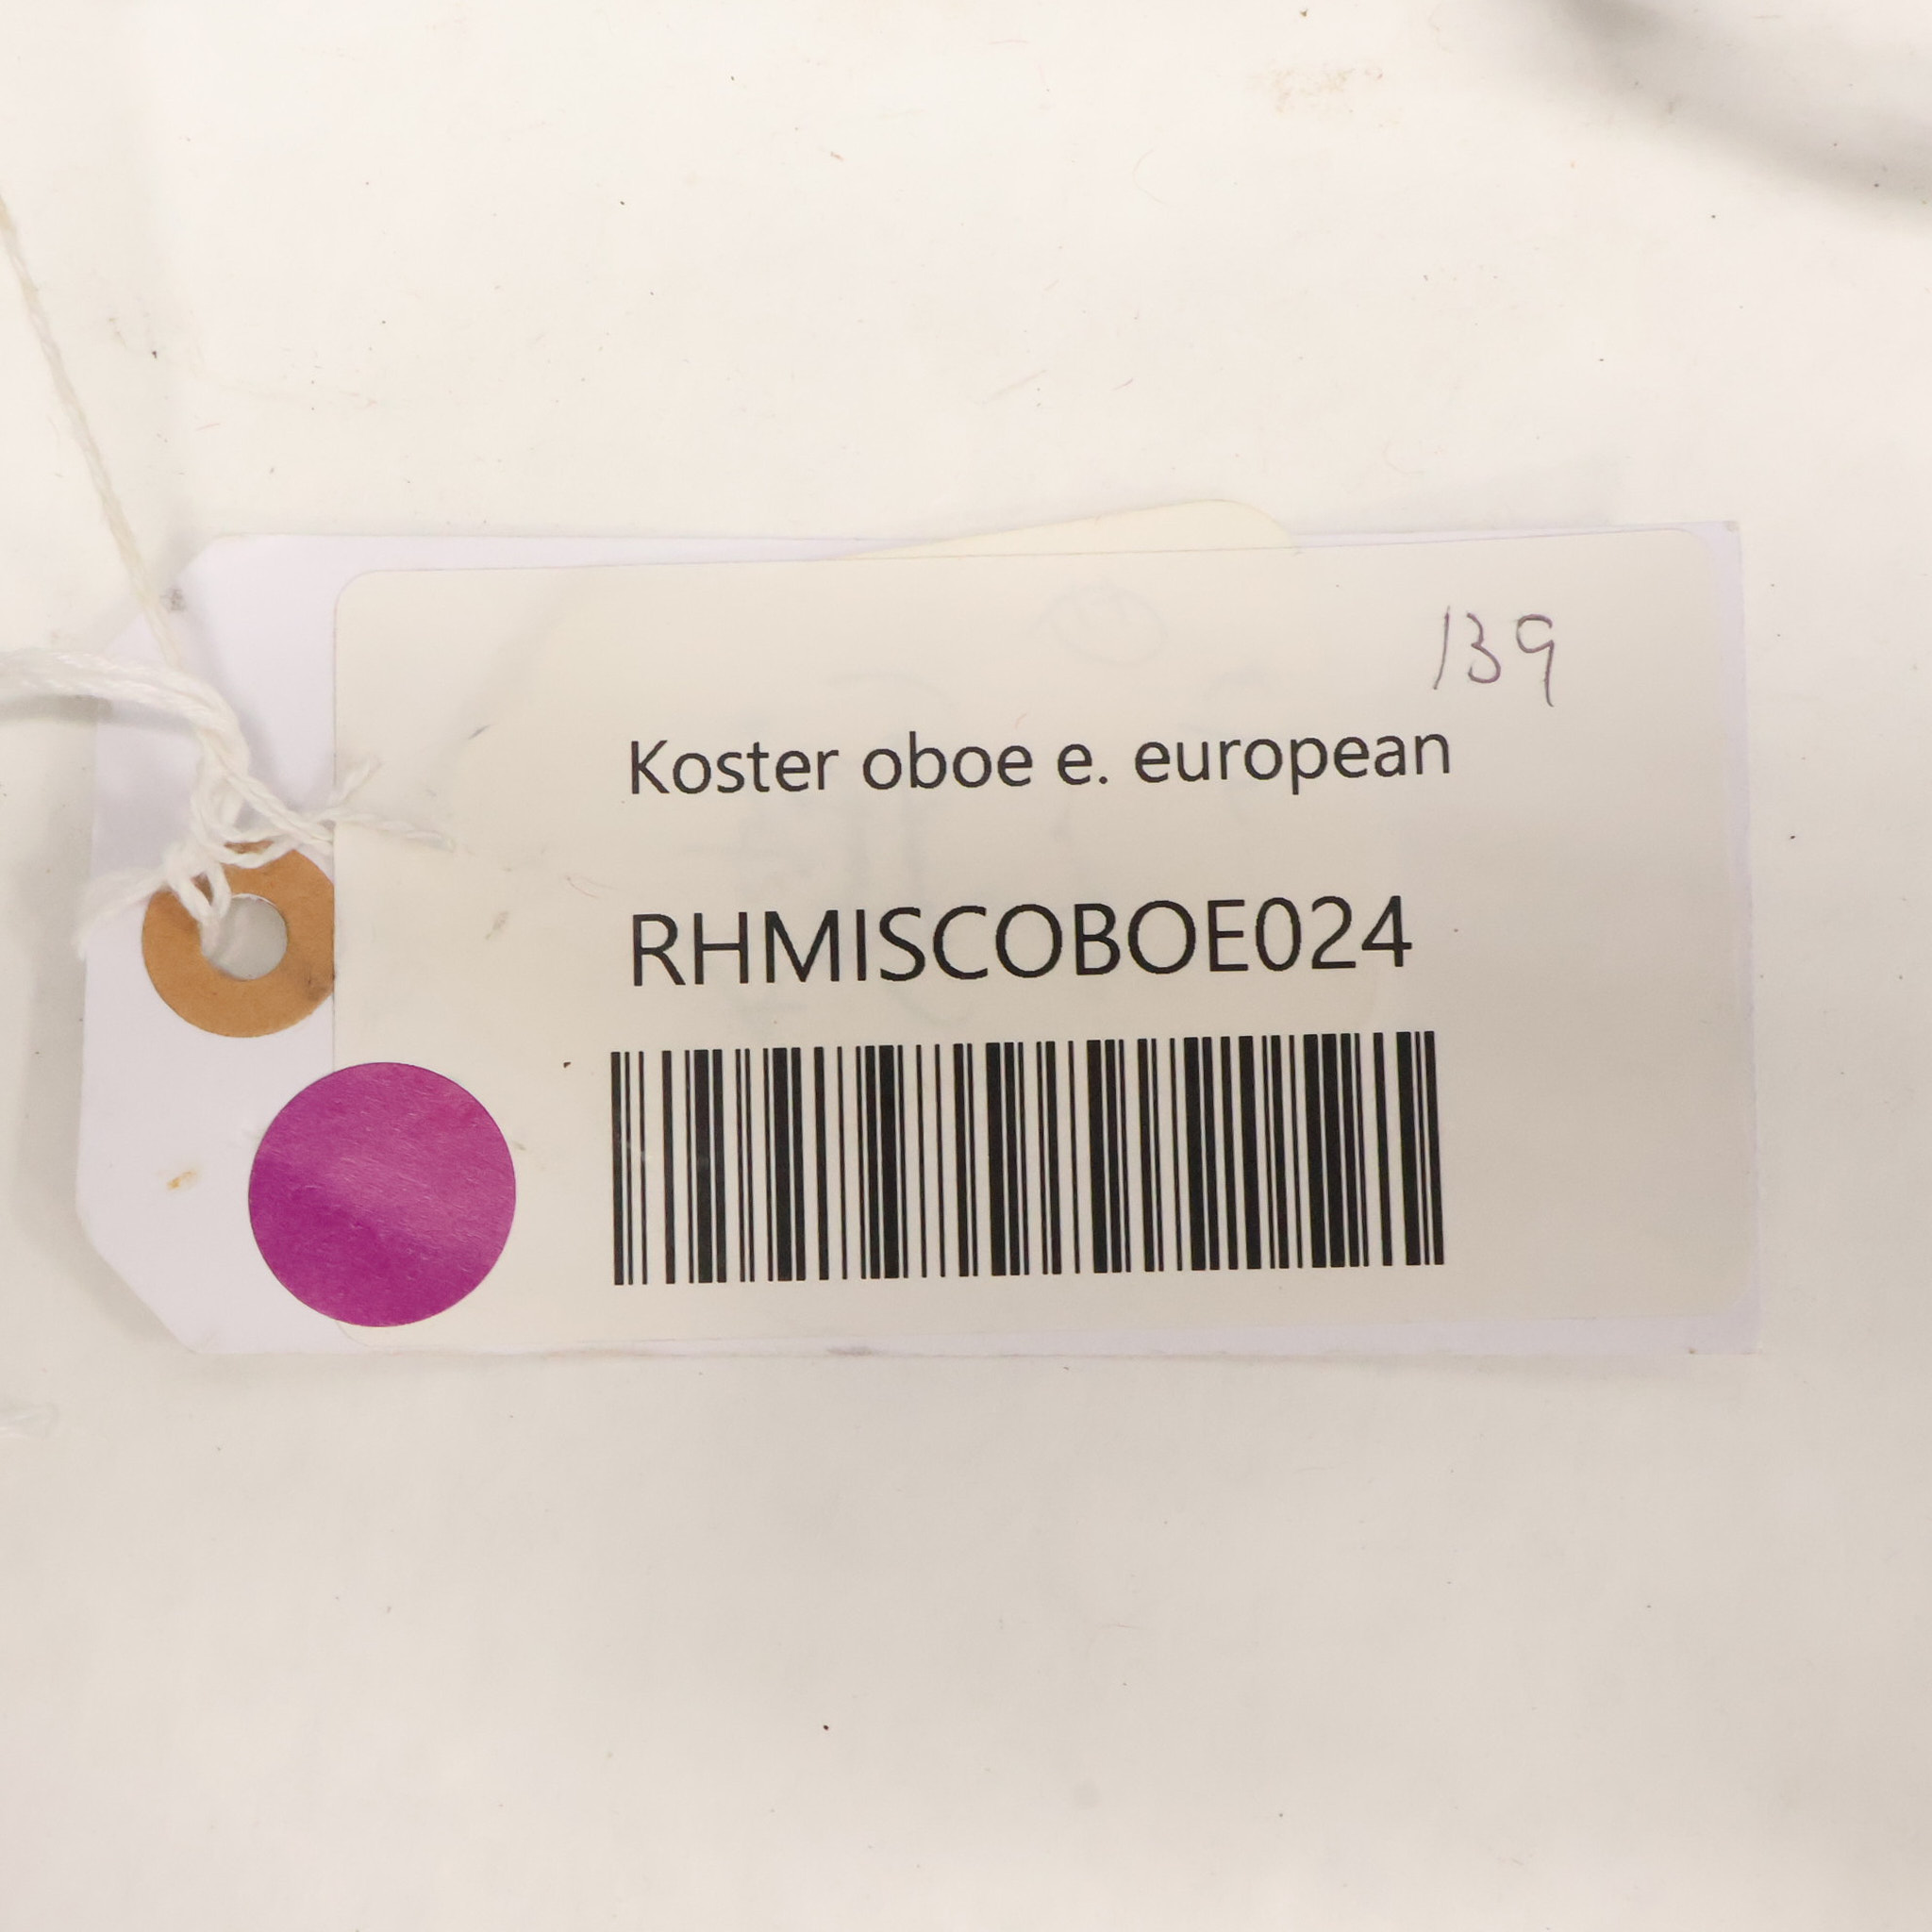 139
Koster oboe e. european
RHMISCOBOE024